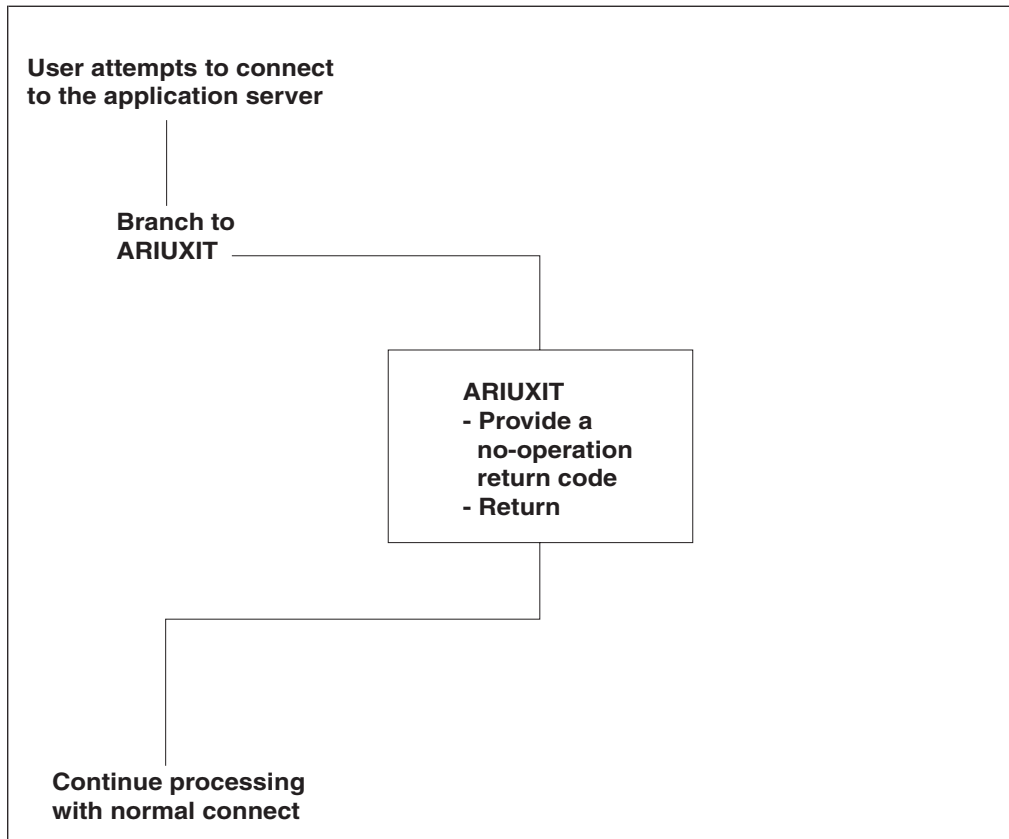 User attempts to connect
to the application server
Branch to
ARIUXIT
ARIUXIT
- Provide a
no-operation
return code
- Return
Continue processing
with normal connect